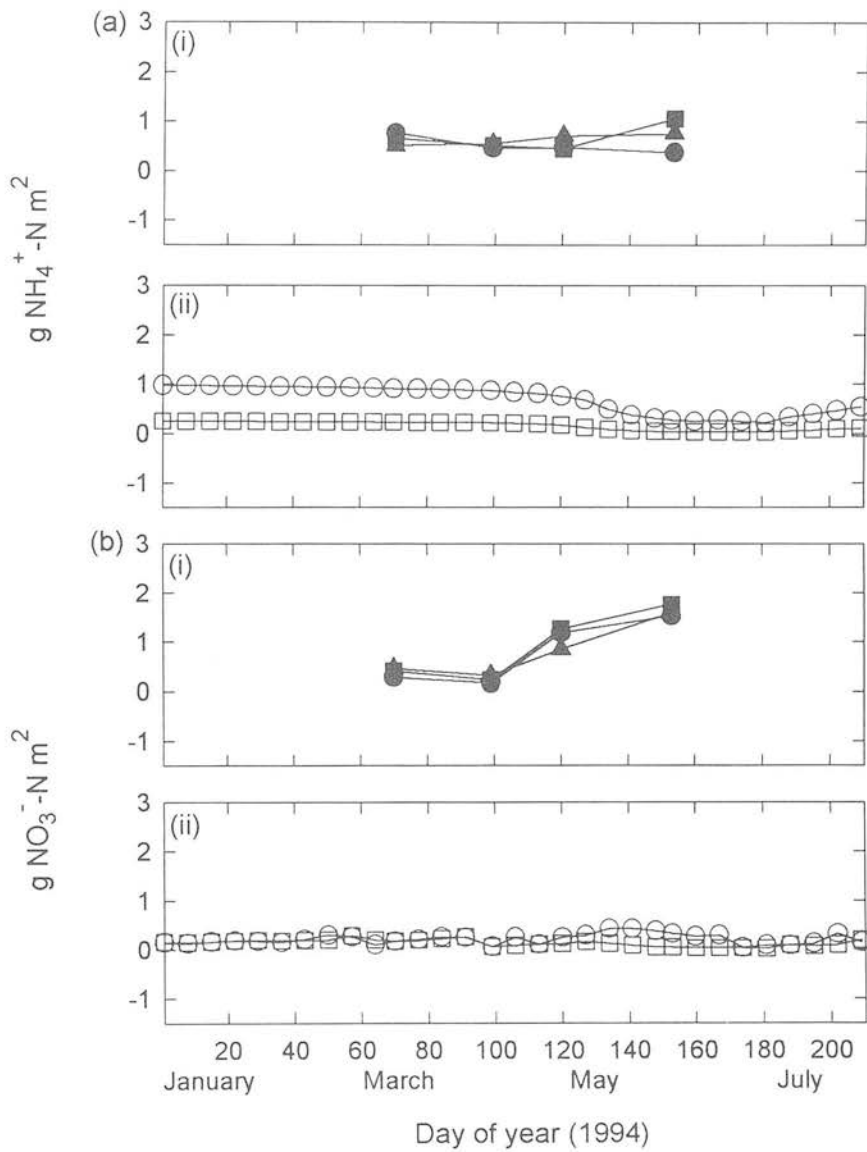 (a)
(i)
3
2
1
0
-1
g NH₄⁺-N m²
(ii)
3
2
1
0
-1
(b)
(i)
3
2
1
0
-1
g NO₃⁻-N m²
(ii)
3
2
1
0
-1
20 40 60 80 100 120 140 160 180 200
January March May July
Day of year (1994)